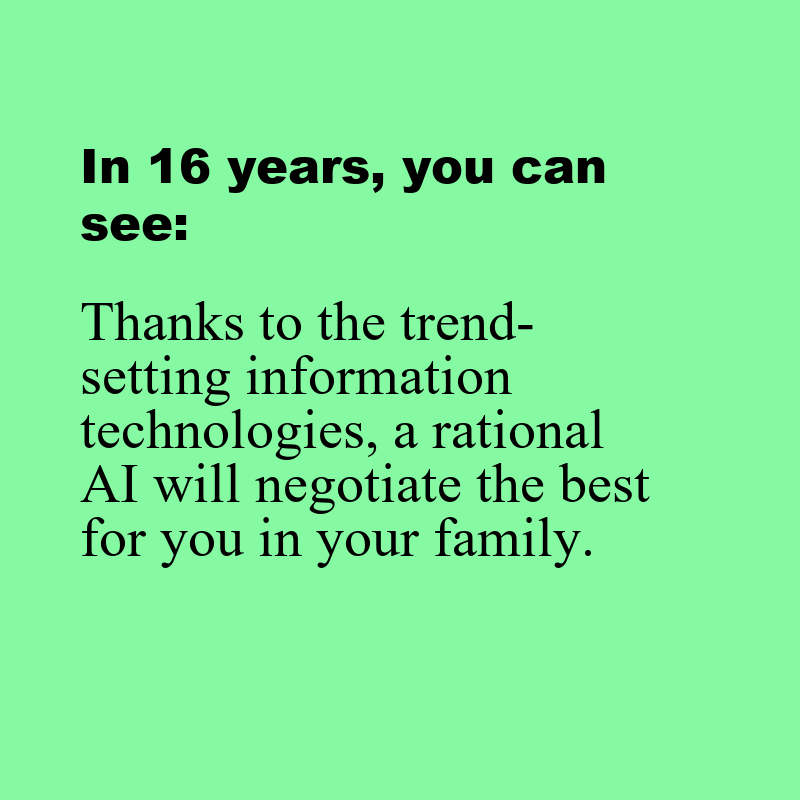 In 16 years, you can
see:
Thanks to the trend-
setting information
technologies, a rational
AI will negotiate the best
for you in your family.